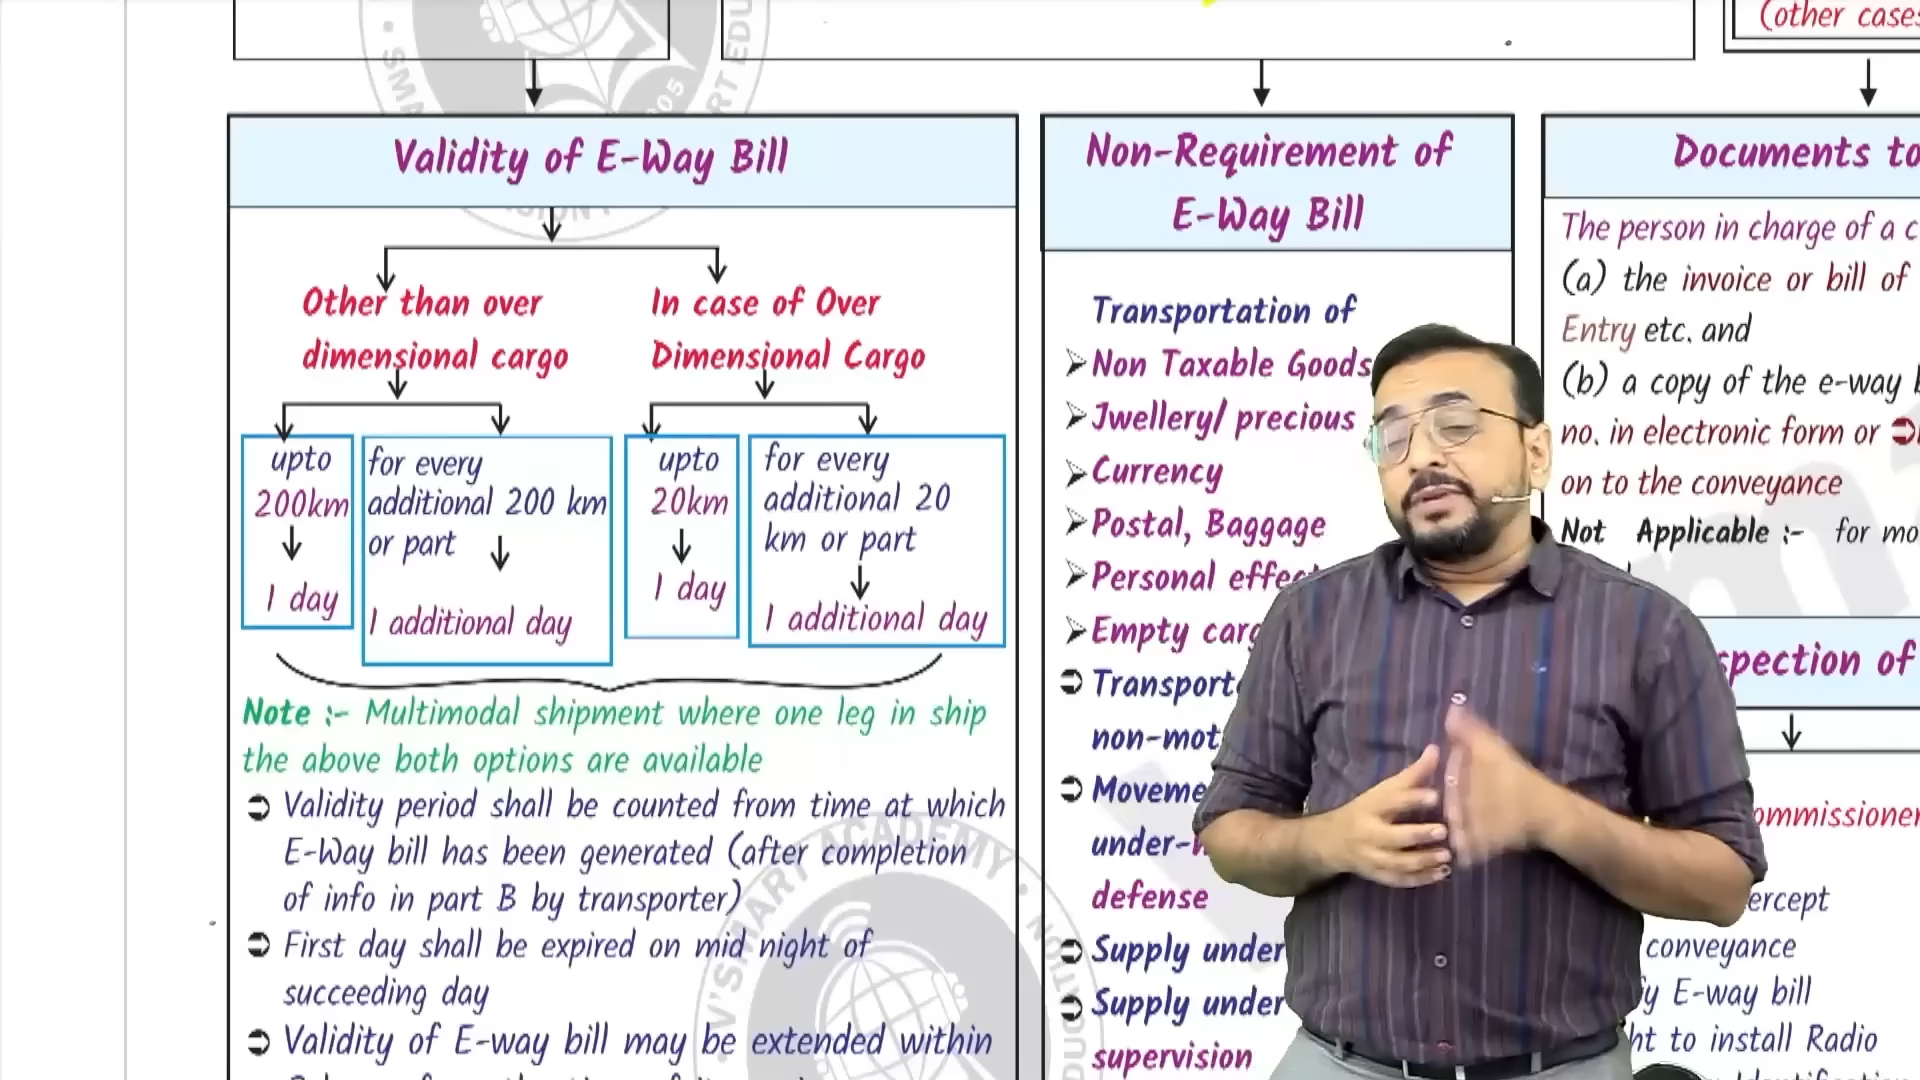 (other cases
Validity of E-Way Bill
Other than over
dimensional cargo
In case of Over
Dimensional Cargo
upto
200km
1 day
for every
additional 200 km
or part
1 additional day
upto
20km
1 day
for every
additional 20
km or part
1 additional day
Note :- Multimodal shipment where one leg in ship
the above both options are available
Validity period shall be counted from time at which
E-Way bill has been generated (after completion
of info in part B by transporter)
First day shall be expired on mid night of
succeeding day
Validity of E-way bill may be extended within
Non-Requirement of
E-Way Bill
Transportation of
Non Taxable Goods
Jwellery/ precious
Currency
Postal, Baggage
Personal
Empty
non-mot
under-
defense
Supply under
Supply under
supervision
Documents to
The person in charge of a c
(a) the invoice or bill of
Entry etc. and
(b) a copy of the e-way
no. in electronic form or
on to the conveyance
Not Applicable :- for mo
spection of
ommissioner
ercept
conveyance
fy E-way bill
ht to install Radio
V'SMART ACADEMY